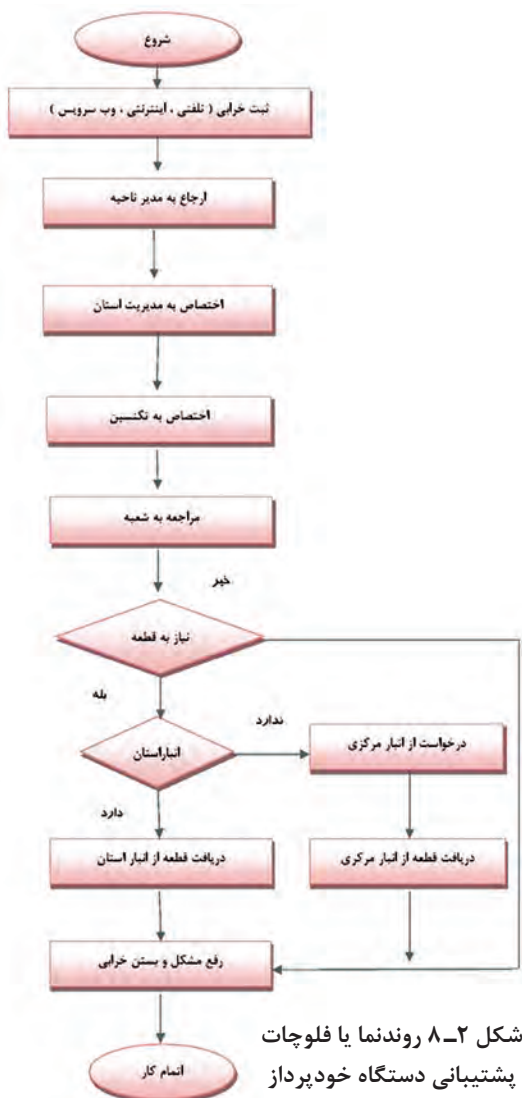 شروع
ثبت خرابی ( تلفنی ، اینترنتی ، وب سرویس )
ارجاع به مدیر ناحیه
اختصاص به مدیریت استان
اختصاص به تکنسین
مراجعه به شعبه
خیر
نیاز به قطعه
بله
انباراستان
ندارد
درخواست از انبار مرکزی
دارد
دریافت قطعه از انبار استان
دریافت قطعه از انبار مرکزی
رفع مشکل و بستن خرابی
اتمام کار
شکل ۲ـ۸ روندنما یا فلوچات
پشتیبانی دستگاه خودپرداز